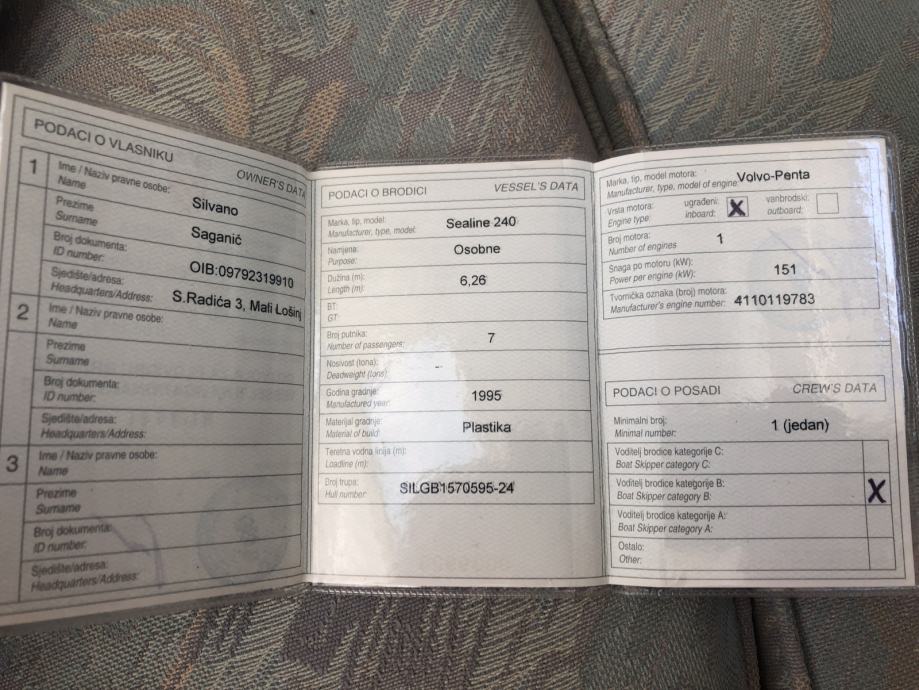 PODACI O VLASNIKU
OWNER'S DATA
1
Ime / Naziv pravne osobe:
Name
Silvano
Prezime
Surname
Saganić
Broj dokumenta:
ID number:
OIB:09792319910
Sjedište/adresa:
Headquarters/Address:
S.Radića 3, Mali Lošinj
2
Ime / Naziv pravne osobe:
Name
Prezime
Surname
Broj dokumenta:
ID number:
Sjedište/adresa:
Headquarters/Address:
3
Ime / Naziv pravne osobe:
Name
Prezime
Surname
Broj dokumenta:
ID number:
Sjedište/adresa:
Headquarters/Address:
PODACI O BRODICI
VESSEL'S DATA
Marka, tip, model:
Manufacturer, type, model:
Sealine 240
Namjena:
Purpose:
Osobne
Dužina (m):
Length (m):
6,26
BT:
GT:
Broj putnika:
Number of passengers:
7
Nosivost (tona):
Deadweight (tons):
--
Godina gradnje:
Manufactured year:
1995
Materijal gradnje:
Material of build:
Plastika
Teretna vodna linija (m):
Loadline (m):
Broj trupa:
Hull number:
SILGB1570595-24
Marka, tip, model motora:
Manufacturer, type, model of engine:
Volvo-Penta
Vrsta motora:
Engine type:
ugrađeni:
inboard:
X
vanbrodski:
outboard:
Broj motora:
Number of engines
1
Snaga po motoru (kW):
Power per engine (kW):
151
Tvornička oznaka (broj) motora:
Manufacturer's engine number:
4110119783
PODACI O POSADI
CREW'S DATA
Minimalni broj:
Minimal number:
1 (jedan)
Voditelj brodice kategorije C:
Boat Skipper category C:
Voditelj brodice kategorije B:
Boat Skipper category B:
X
Voditelj brodice kategorije A:
Boat Skipper category A:
Ostalo:
Other: